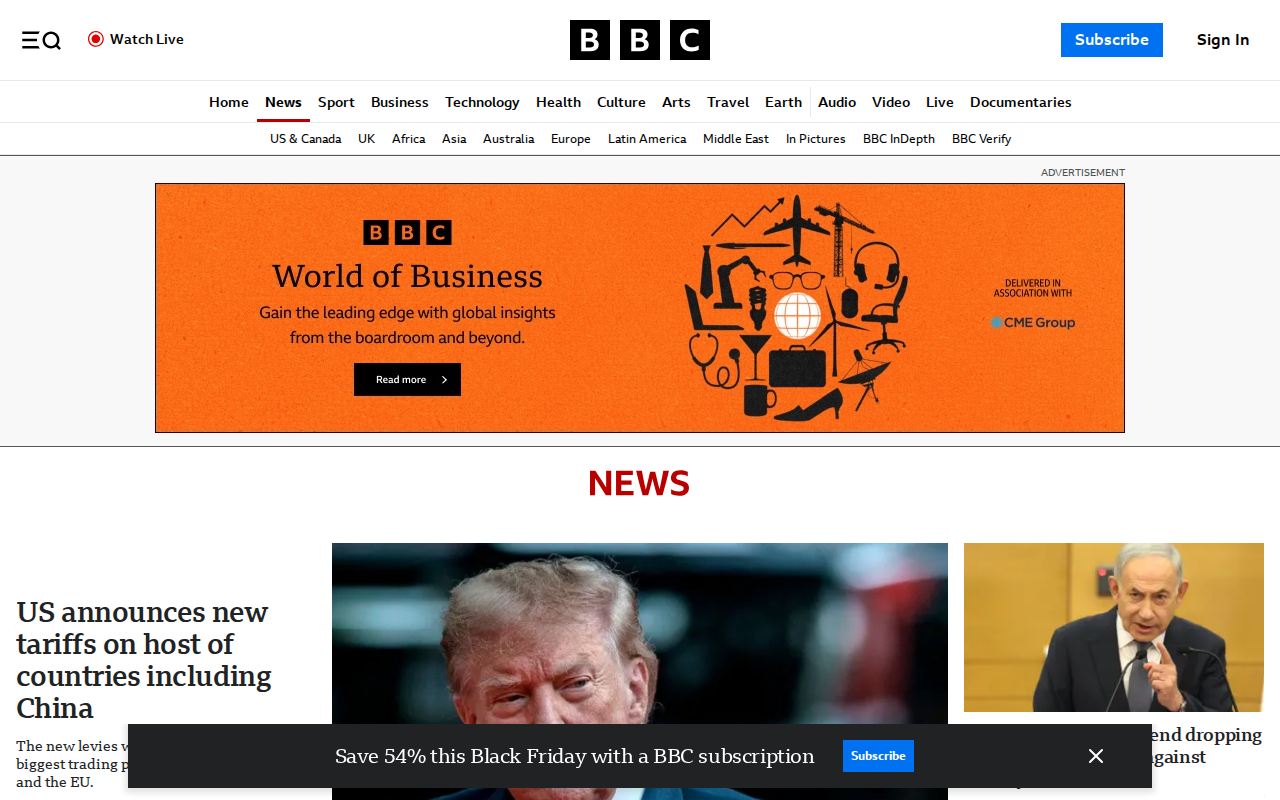 Watch Live
BBC
Subscribe
Sign In
Home News Sport Business Technology Health Culture Arts Travel Earth Audio Video Live Documentaries
US & Canada UK Africa Asia Australia Europe Latin America Middle East In Pictures BBC InDepth BBC Verify
ADVERTISEMENT
BBC
World of Business
Gain the leading edge with global insights
from the boardroom and beyond.
Read more
DELIVERED IN
ASSOCIATION WITH
CME Group
NEWS
US announces new
tariffs on host of
countries including
China
The new levies
biggest trading
and the EU.
end dropping
against
Save 54% this Black Friday with a BBC subscription
Subscribe